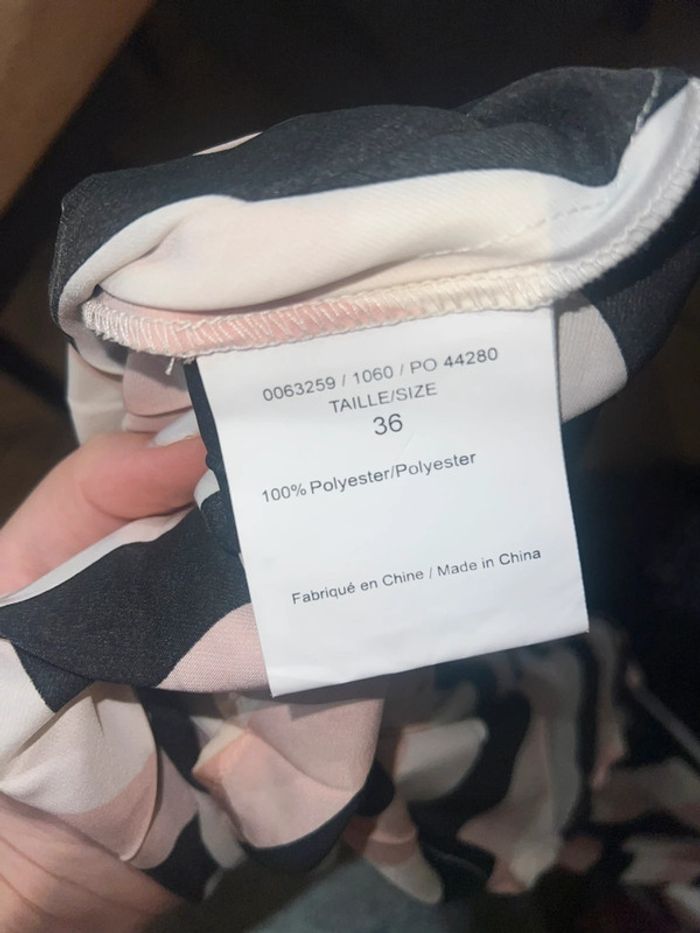 0063259 / 1060 / PO 44280
TAILLE/SIZE
36
100% Polyester/Polyester
Fabriqué en Chine / Made in China